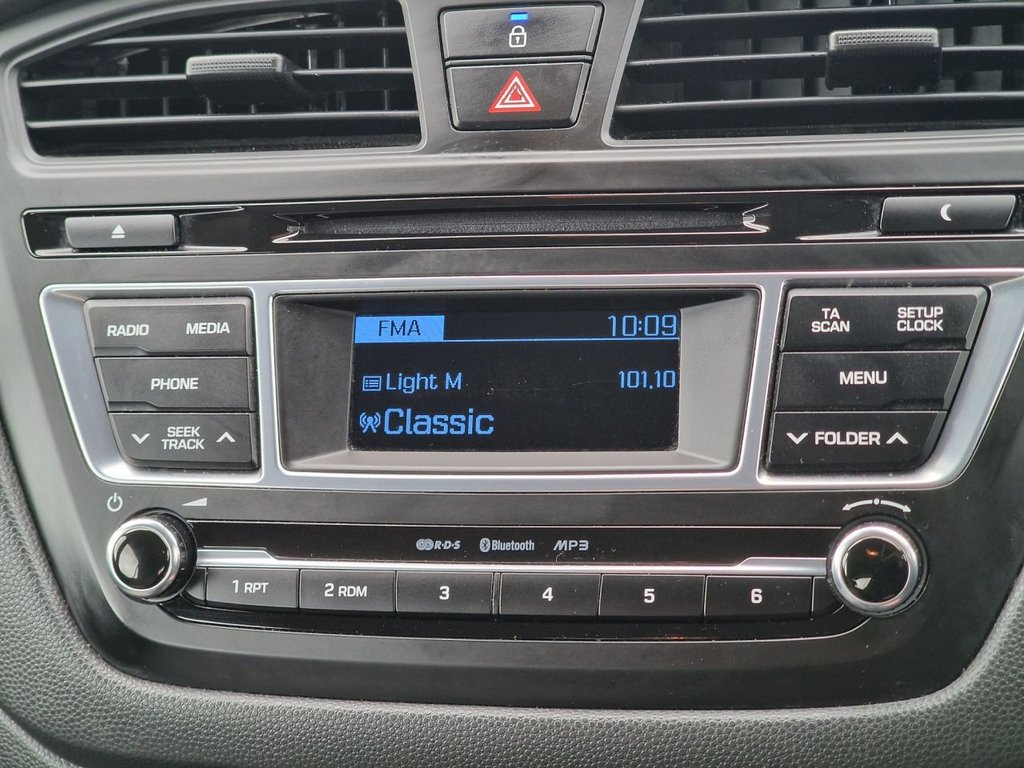 RADIO MEDIA
PHONE
SEEK
TRACK
FMA 10:09
Light M 101.10
Classic
TA
SCAN
SETUP
CLOCK
MENU
FOLDER
R·D·S Bluetooth MP3
1 RPT 2 RDM 3 4 5 6